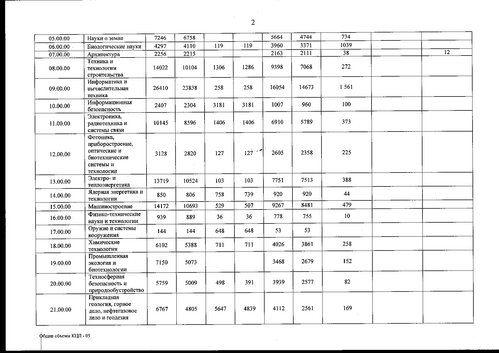 2
05.00.00 Науки о земле 7246 6758 5664 4744 734
06.00.00 Биологические науки 4297 4110 119 119 3960 3371 1039
07.00.00 Архитектура 2256 2215 2163 2111 38 12
08.00.00 Техника и технологии строительства 14022 10104 1306 1286 9398 7068 272
09.00.00 Информатика и вычислительная техника 26410 23838 258 258 16054 14673 1 561
10.00.00 Информационная безопасность 2407 2304 3181 3181 1007 960 100
11.00.00 Электроника, радиотехника и системы связи 10145 8596 1406 1406 6910 5789 373
12.00.00 Фотоника, приборостроение, оптические и биотехнические системы и технологии 3128 2820 127 127 2605 2358 225
13.00.00 Электро- и теплоэнергетика 13719 10524 103 103 7751 7513 388
14.00.00 Ядерная энергетика и технологии 850 806 758 739 920 920 44
15.00.00 Машиностроение 14172 10693 529 507 9267 8481 479
16.00.00 Физико-технические науки и технологии 939 889 36 36 778 755 10
17.00.00 Оружие и системы вооружения 144 144 648 648 53 53
18.00.00 Химические технологии 6102 5388 711 711 4026 3861 258
19.00.00 Промышленная экология и биотехнологии 7150 5073 3468 2679 152
20.00.00 Техносферная безопасность и природообустройство 5759 5009 498 391 3939 2577 82
21.00.00 Прикладная геология, горное дело, нефтегазовое дело и геодезия 6767 4805 5647 4839 4112 2561 169
Общие объемы КЦП - 05